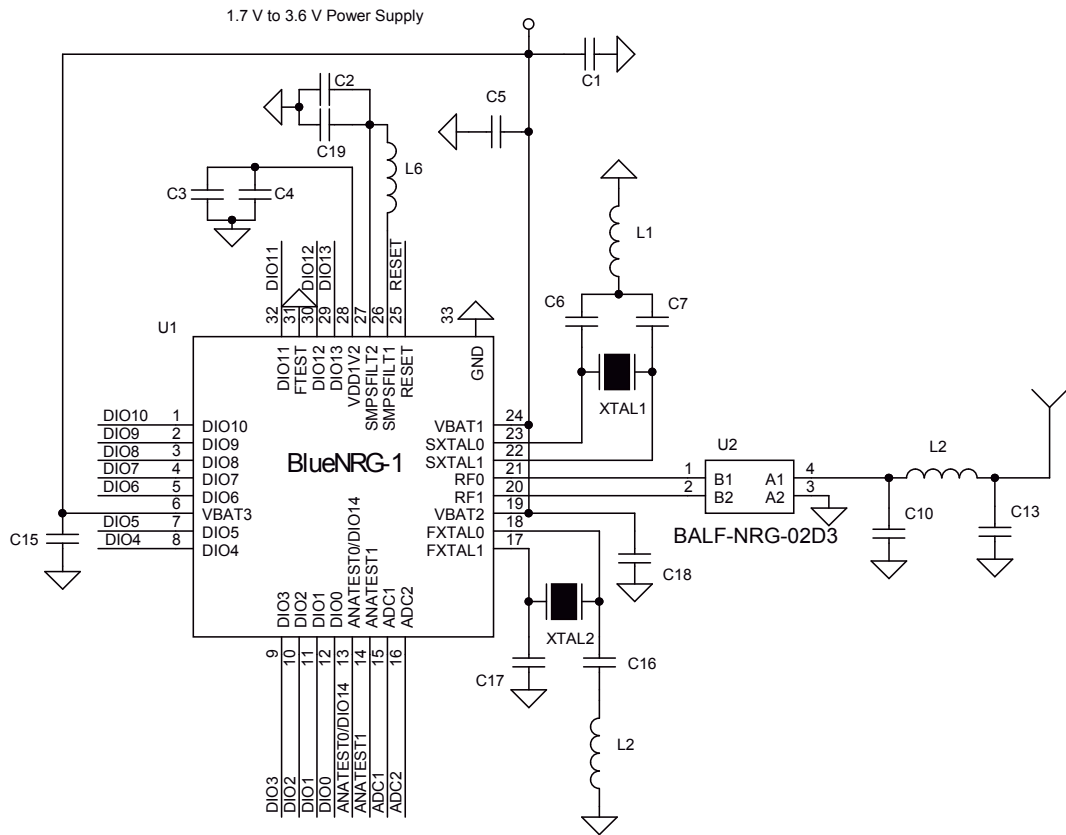 1.7 V to 3.6 V Power Supply
C1
C2
C5
C19
L6
C3
C4
L1
C6
C7
XTAL1
DIO11
DIO12
DIO13
RESET
32
31
30
29
28
27
26
25
33
U1
DIO11
FTEST
DIO12
DIO13
VDD1V2
SMPSFILT2
SMPSFILT1
RESET
GND
BlueNRG-1
DIO10 1 DIO10
DIO9 2 DIO9
DIO8 3 DIO8
DIO7 4 DIO7
DIO6 5 DIO6
6 VBAT3
DIO5 7 DIO5
DIO4 8 DIO4
C15
VBAT1 24
SXTAL0 23
SXTAL1 22
RF0 21
RF1 20
VBAT2 19
FXTAL0 18
FXTAL1 17
U2
1 B1 A1 4
2 B2 A2 3
BALF-NRG-02D3
L2
C10
C13
C18
XTAL2
C17
C16
L2
DIO3
DIO2
DIO1
DIO0
ANATEST0/DIO14
ANATEST1
ADC1
ADC2
9
10
11
12
13
14
15
16
DIO3
DIO2
DIO1
DIO0
ANATEST0/DIO14
ANATEST1
ADC1
ADC2